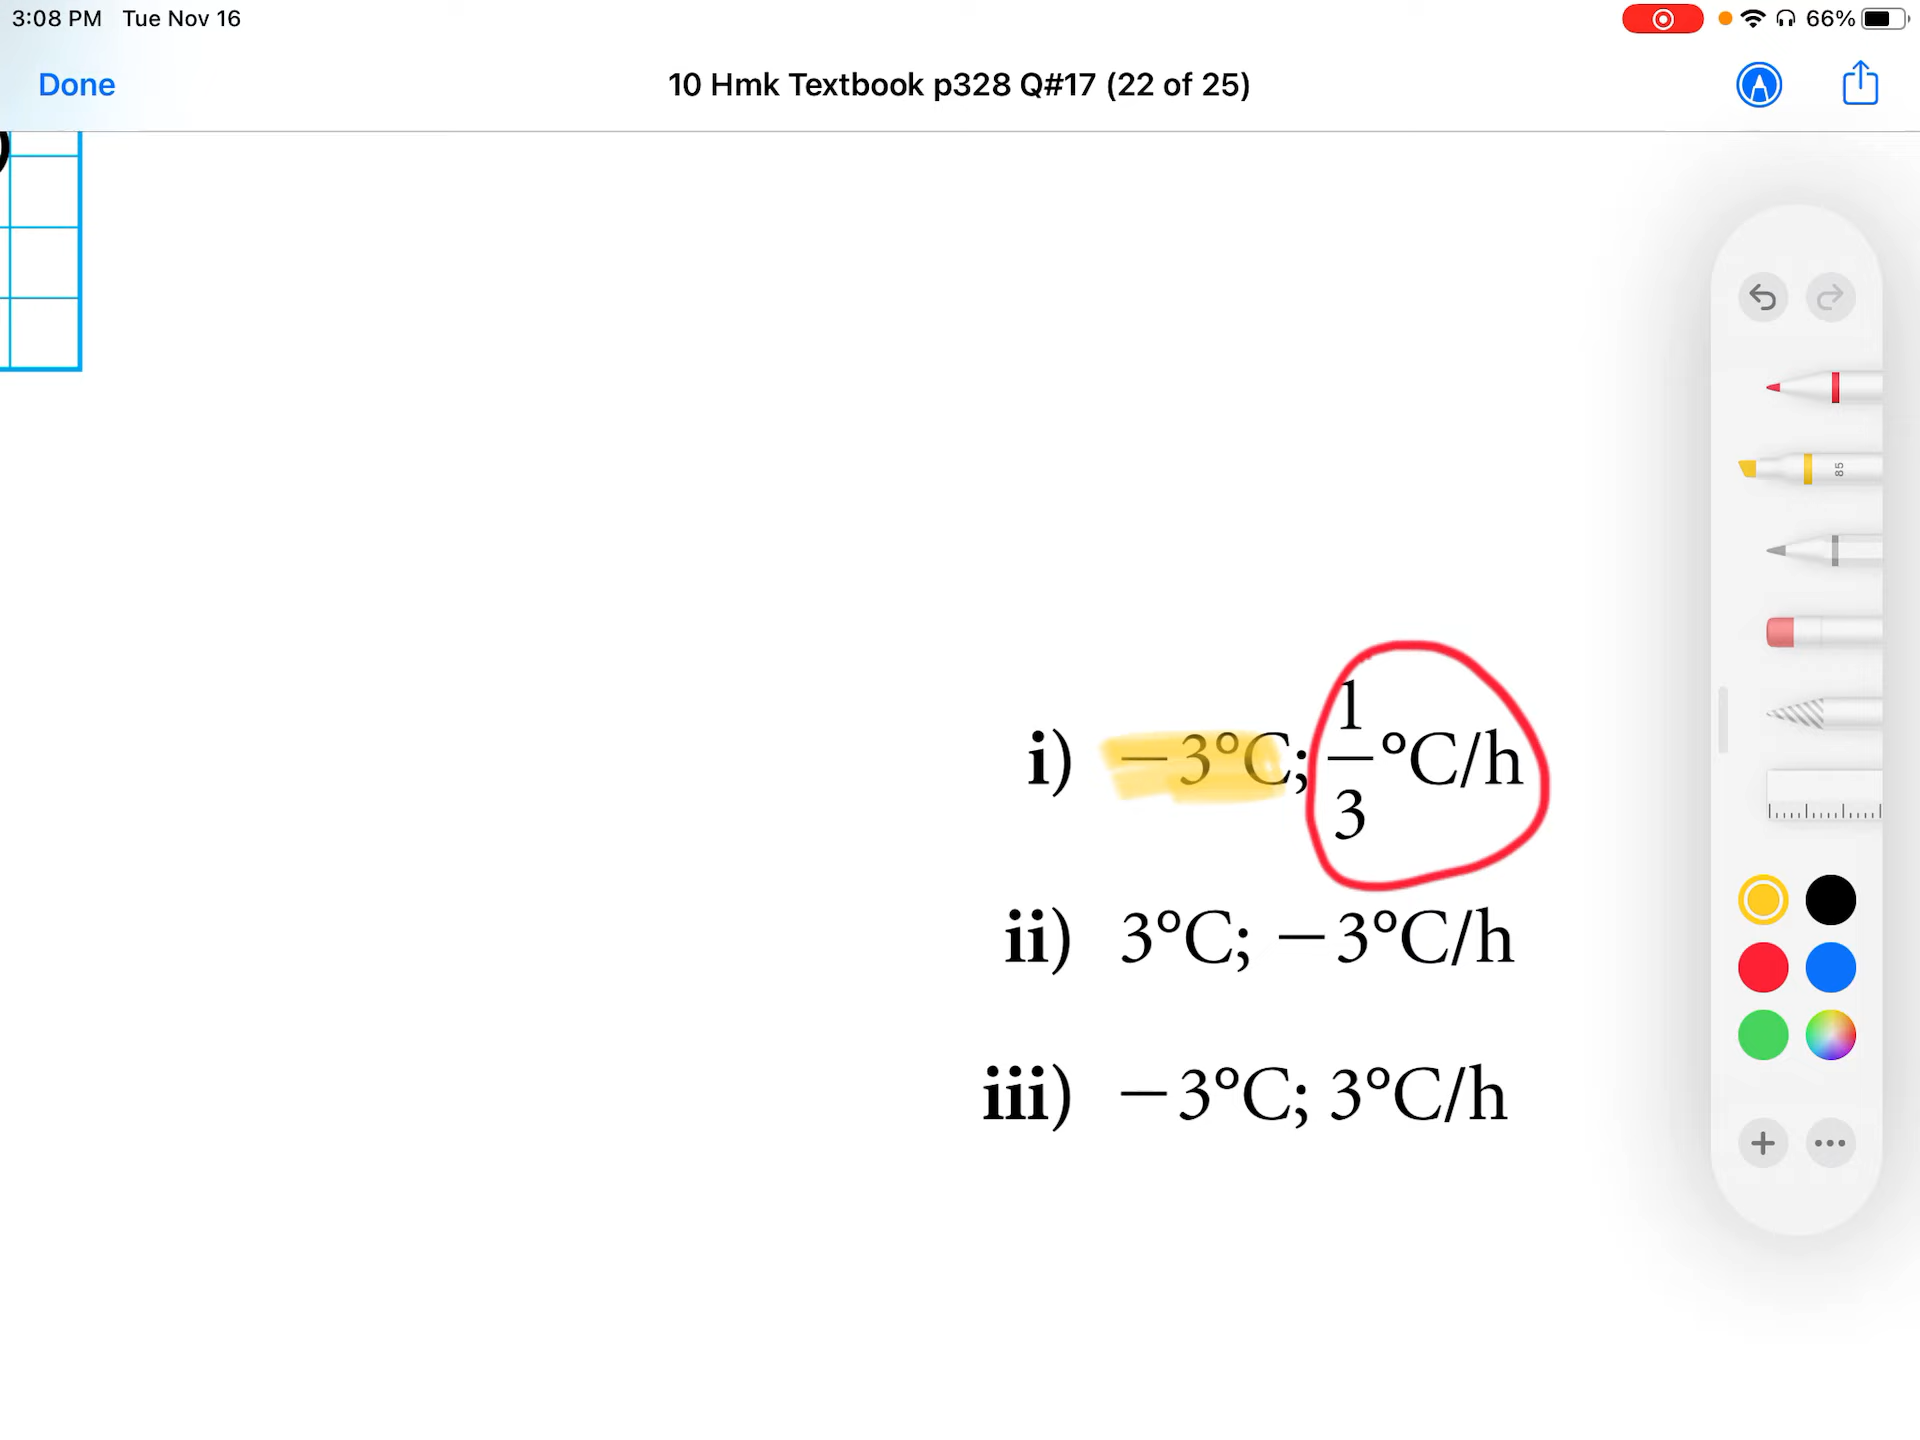 3:08 PM Tue Nov 16 66%
Done 10 Hmk Textbook p328 Q#17 (22 of 25)
85
i) −3°C; 1/3 °C/h
ii) 3°C; −3°C/h
iii) −3°C; 3°C/h